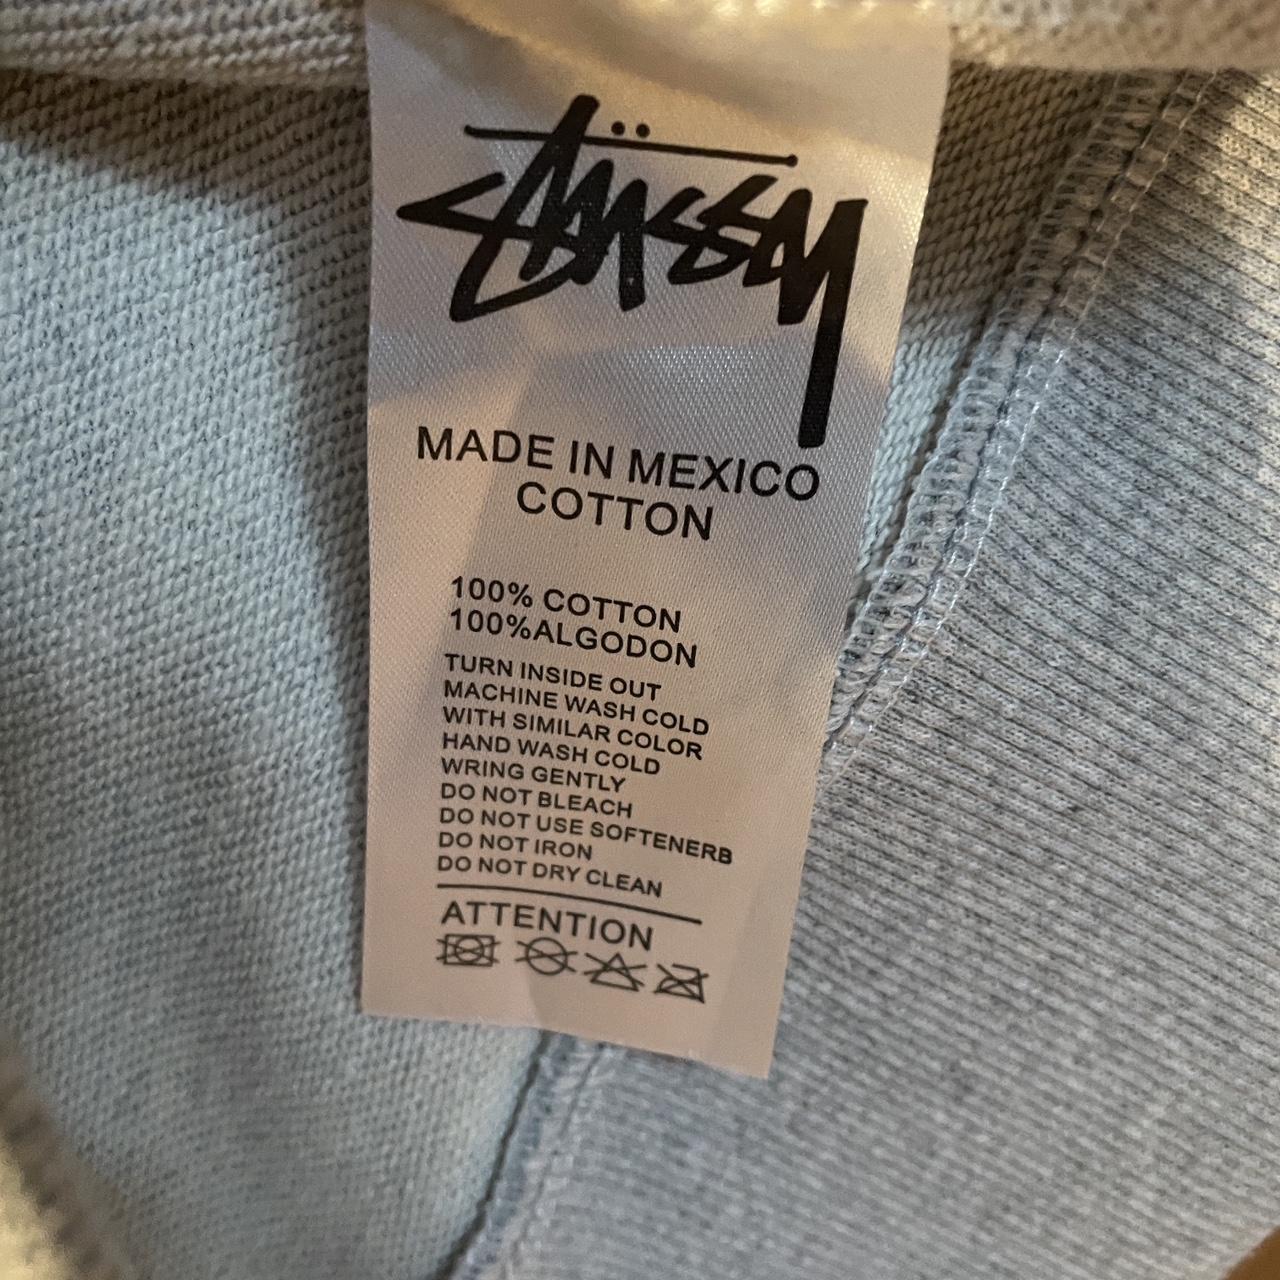 Stüssy
MADE IN MEXICO
COTTON
100% COTTON
100%ALGODON
TURN INSIDE OUT
MACHINE WASH COLD
WITH SIMILAR COLOR
HAND WASH COLD
WRING GENTLY
DO NOT BLEACH
DO NOT USE SOFTENERB
DO NOT IRON
DO NOT DRY CLEAN
ATTENTION